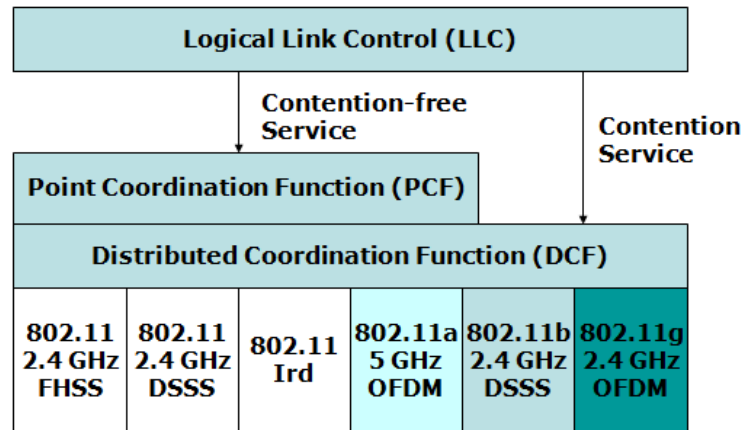 Logical Link Control (LLC)
Contention-free
Service
Contention
Service
Point Coordination Function (PCF)
Distributed Coordination Function (DCF)
802.11
2.4 GHz
FHSS
802.11
2.4 GHz
DSSS
802.11
Ird
802.11a
5 GHz
OFDM
802.11b
2.4 GHz
DSSS
802.11g
2.4 GHz
OFDM